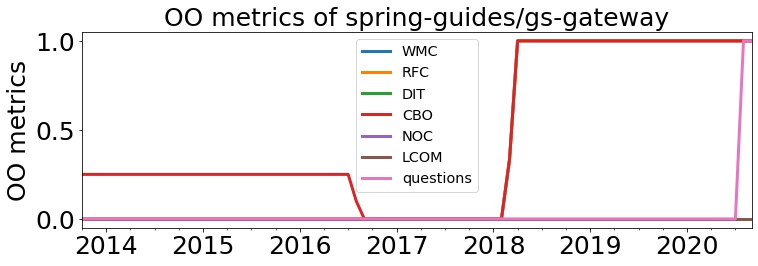 OO metrics of spring-guides/gs-gateway
OO metrics
1.0
0.5
0.0
WMC
RFC
DIT
CBO
NOC
LCOM
questions
2014 2015 2016 2017 2018 2019 2020